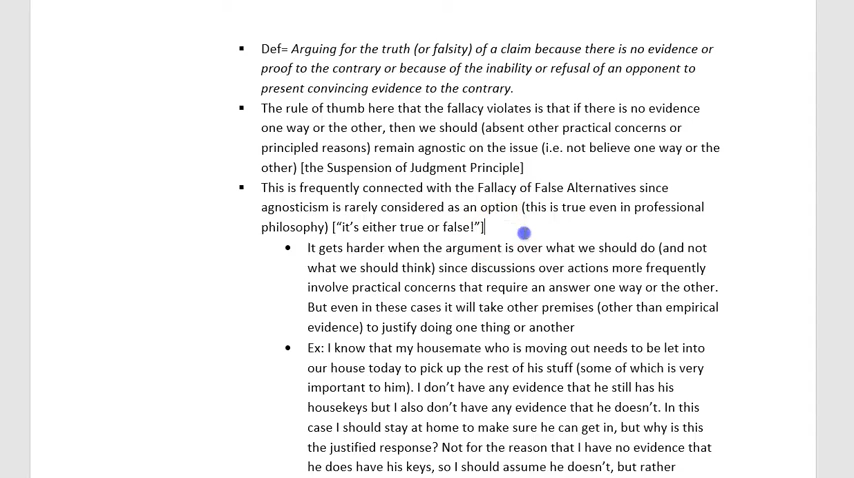 ▪ Def= Arguing for the truth (or falsity) of a claim because there is no evidence or
proof to the contrary or because of the inability or refusal of an opponent to
present convincing evidence to the contrary.
▪ The rule of thumb here that the fallacy violates is that if there is no evidence
one way or the other, then we should (absent other practical concerns or
principled reasons) remain agnostic on the issue (i.e. not believe one way or the
other) [the Suspension of Judgment Principle]
▪ This is frequently connected with the Fallacy of False Alternatives since
agnosticism is rarely considered as an option (this is true even in professional
philosophy) [“it’s either true or false!”]
• It gets harder when the argument is over what we should do (and not
what we should think) since discussions over actions more frequently
involve practical concerns that require an answer one way or the other.
But even in these cases it will take other premises (other than empirical
evidence) to justify doing one thing or another
• Ex: I know that my housemate who is moving out needs to be let into
our house today to pick up the rest of his stuff (some of which is very
important to him). I don’t have any evidence that he still has his
housekeys but I also don’t have any evidence that he doesn’t. In this
case I should stay at home to make sure he can get in, but why is this
the justified response? Not for the reason that I have no evidence that
he does have his keys, so I should assume he doesn’t, but rather